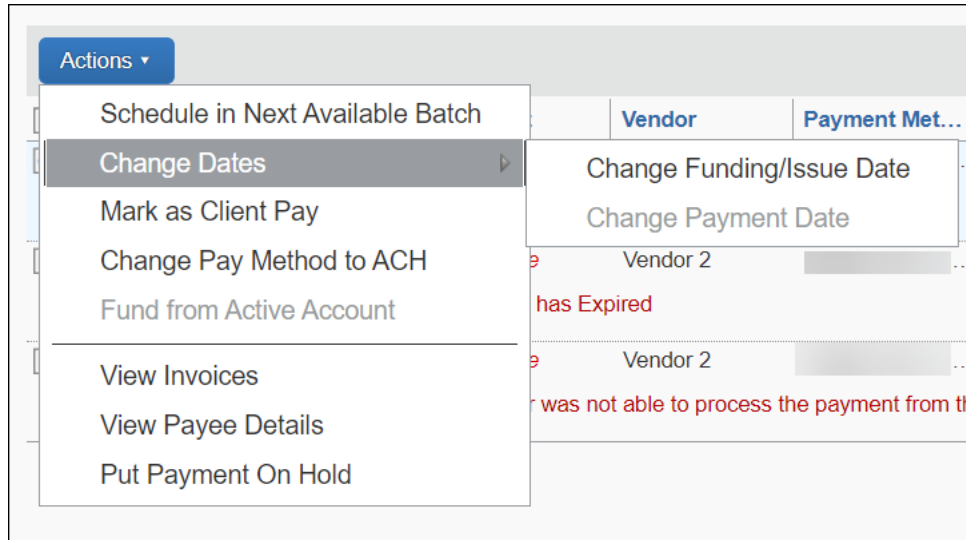 Actions ▾
Schedule in Next Available Batch
Vendor
Payment Met...
Change Dates
Change Funding/Issue Date
Mark as Client Pay
Change Payment Date
Change Pay Method to ACH
Vendor 2
Fund from Active Account
has Expired
View Invoices
Vendor 2
View Payee Details
was not able to process the payment from
Put Payment On Hold